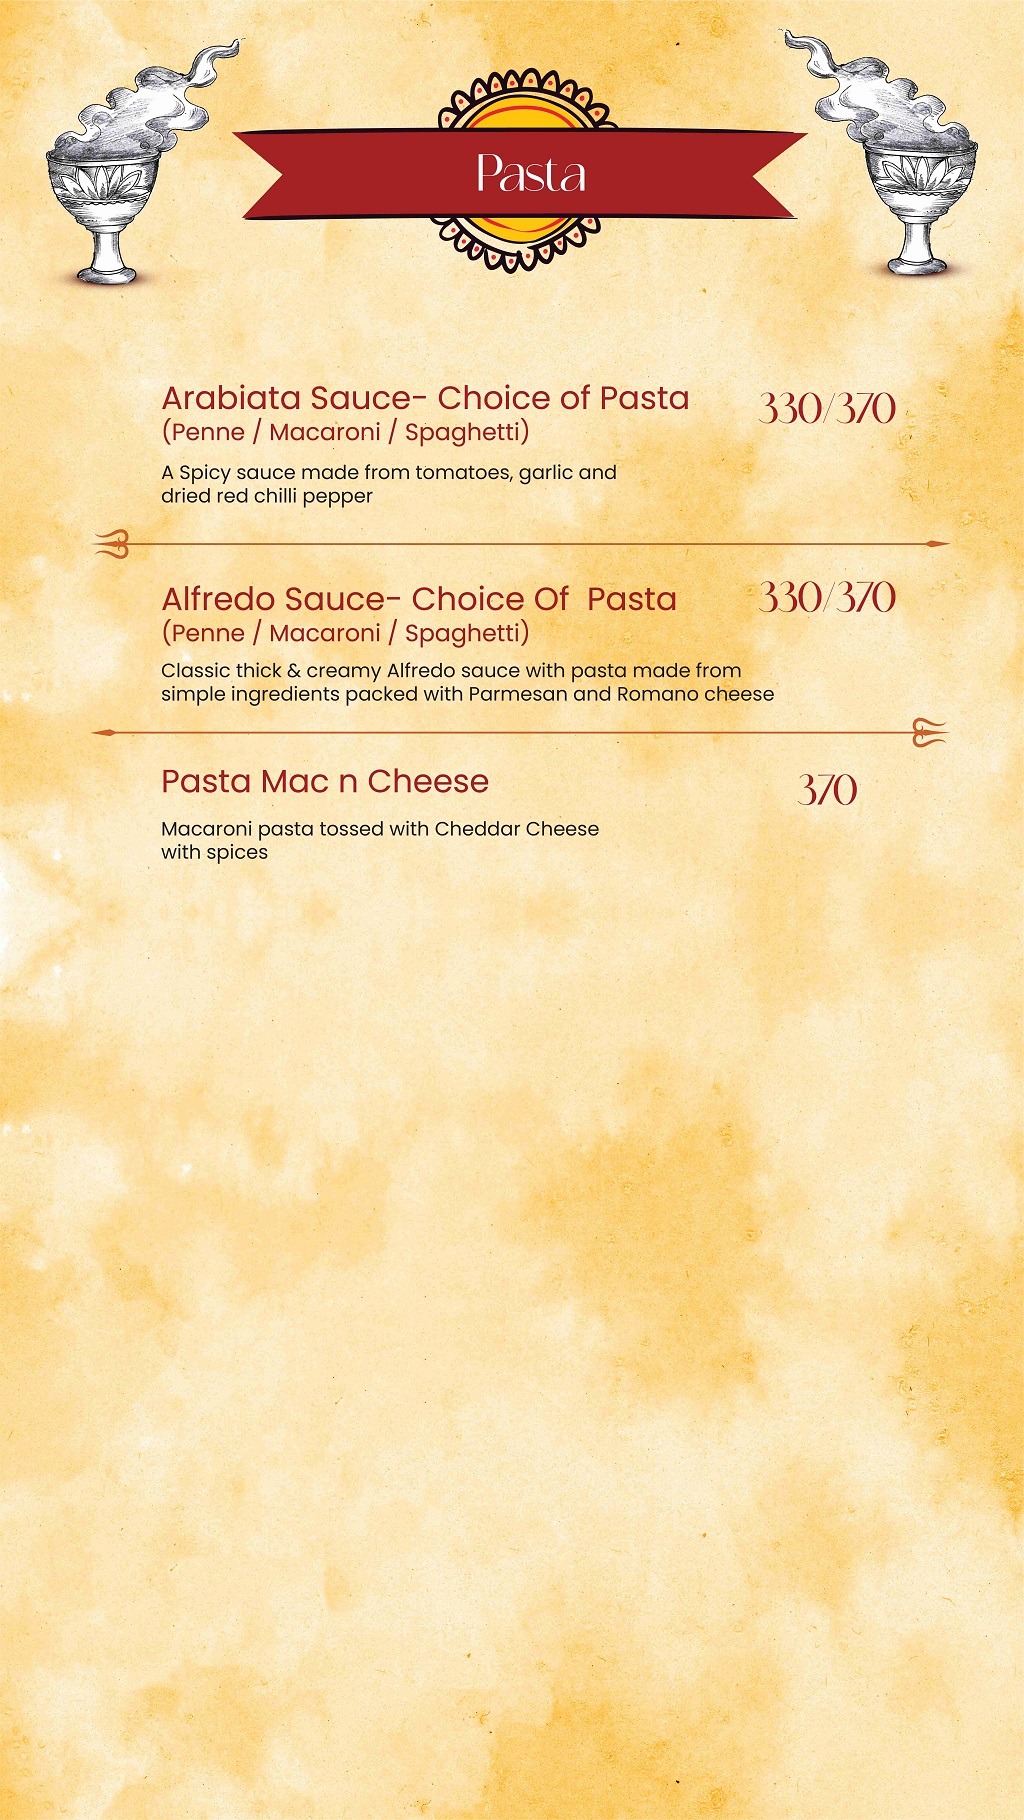 Pasta
Arabiata Sauce- Choice of Pasta
330/370
(Penne / Macaroni / Spaghetti)
A Spicy sauce made from tomatoes, garlic and
dried red chilli pepper
Alfredo Sauce- Choice Of  Pasta
330/370
(Penne / Macaroni / Spaghetti)
Classic thick & creamy Alfredo sauce with pasta made from
simple ingredients packed with Parmesan and Romano cheese
Pasta Mac n Cheese
370
Macaroni pasta tossed with Cheddar Cheese
with spices